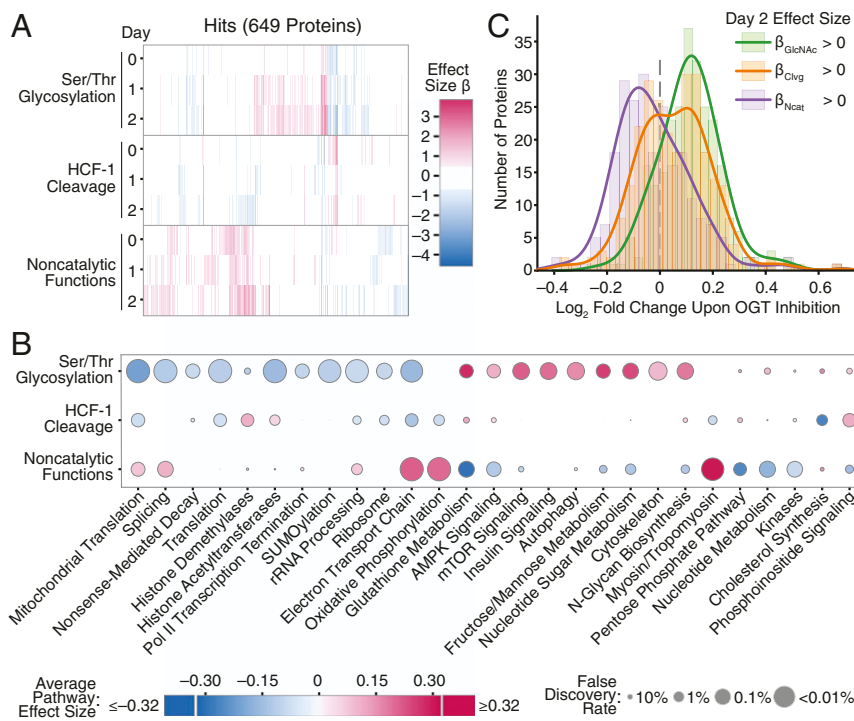 A
Day
Hits (649 Proteins)
Ser/Thr
Glycosylation
0
1
2
HCF-1
Cleavage
0
1
2
Noncatalytic
Functions
0
1
2
Effect
Size β
3
2
1
0
−1
−2
−3
−4
C
Day 2 Effect Size
β_GlcNAc > 0
β_Clvg > 0
β_Ncat > 0
Number of Proteins
35
30
25
20
15
10
5
0
−0.4
−0.2
0
0.2
0.4
0.6
Log₂ Fold Change Upon OGT Inhibition
B
Ser/Thr
Glycosylation
HCF-1
Cleavage
Noncatalytic
Functions
Mitochondrial Translation
Splicing
Nonsense-Mediated Decay
Translation
Histone Demethylases
Histone Acetyltransferases
Pol II Transcription Termination
SUMOylation
rRNA Processing
Ribosome
Electron Transport Chain
Oxidative Phosphorylation
Glutathione Metabolism
AMPK Signaling
mTOR Signaling
Insulin Signaling
Autophagy
Fructose/Mannose Metabolism
Nucleotide Sugar Metabolism
Cytoskeleton
N-Glycan Biosynthesis
Myosin/Tropomyosin
Pentose Phosphate Pathway
Nucleotide Metabolism
Kinases
Cholesterol Synthesis
Phosphoinositide Signaling
Average
Pathway
Effect Size
≤−0.32
−0.30
−0.15
0
0.15
0.30
≥0.32
False
Discovery
Rate
10%
1%
0.1%
<0.01%